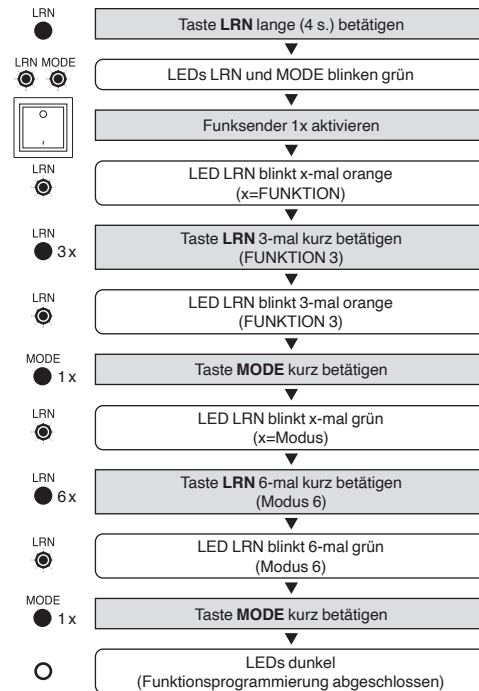 LRN
Taste LRN lange (4 s.) betätigen
LRN MODE
LEDs LRN und MODE blinken grün
Funksender 1x aktivieren
LRN
LED LRN blinkt x-mal orange
(x=FUNKTION)
LRN
3 x
Taste LRN 3-mal kurz betätigen
(FUNKTION 3)
LRN
LED LRN blinkt 3-mal orange
(FUNKTION 3)
MODE
1 x
Taste MODE kurz betätigen
LRN
LED LRN blinkt x-mal grün
(x=Modus)
LRN
6 x
Taste LRN 6-mal kurz betätigen
(Modus 6)
LRN
LED LRN blinkt 6-mal grün
(Modus 6)
MODE
1 x
Taste MODE kurz betätigen
LEDs dunkel
(Funktionsprogrammierung abgeschlossen)